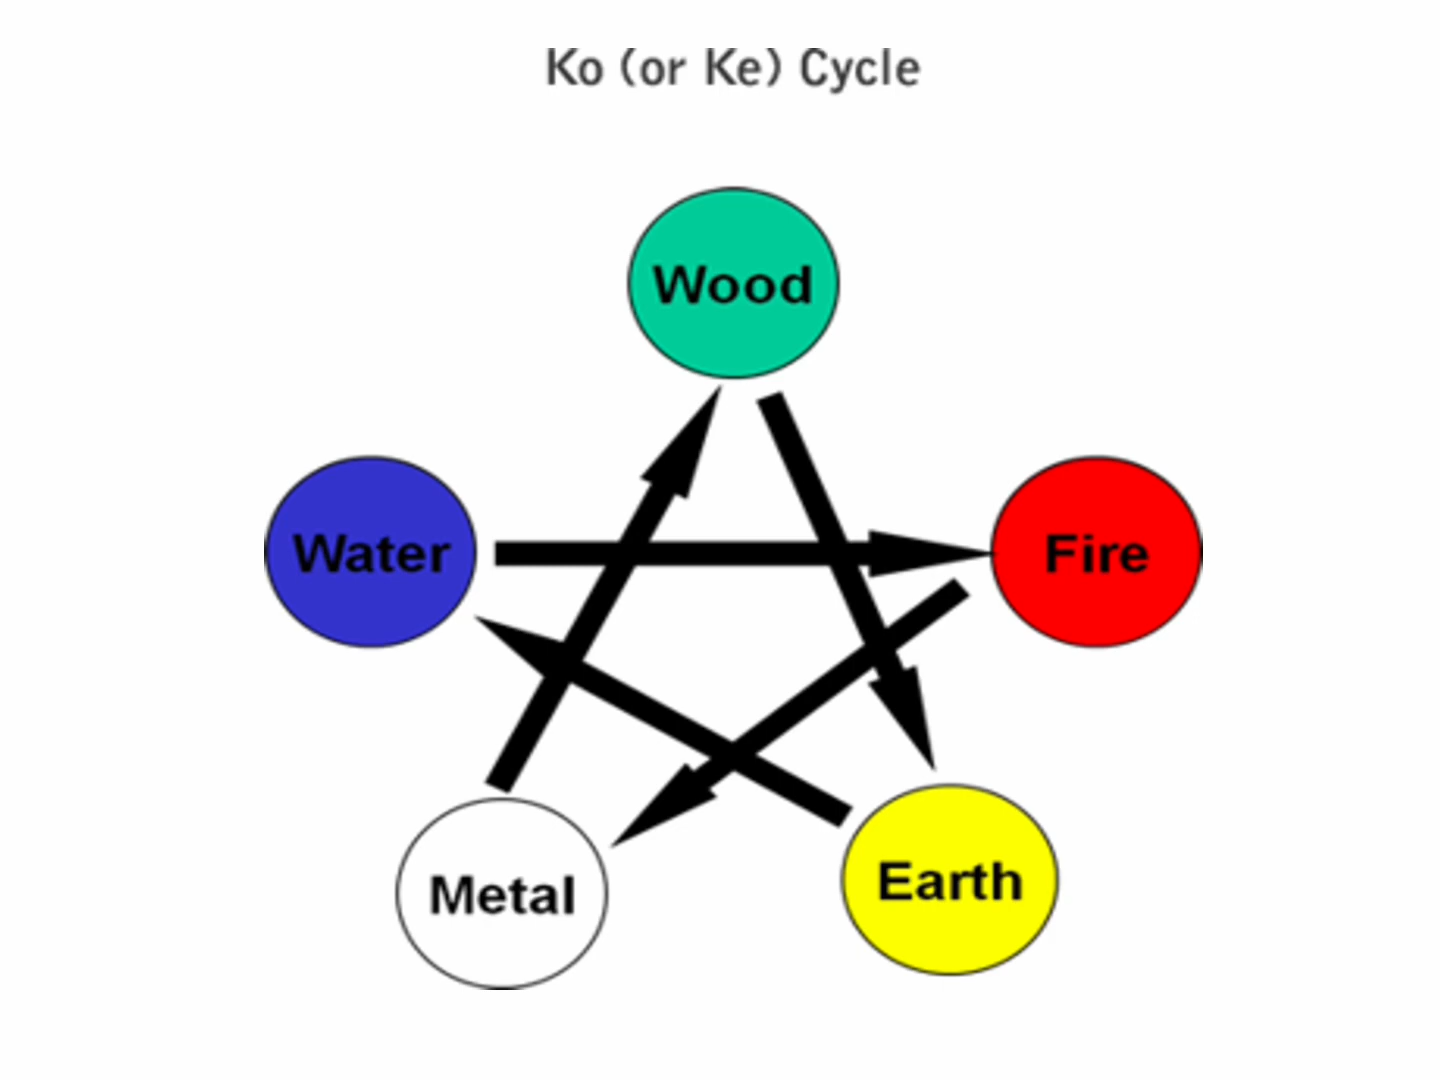 Ko (or Ke) Cycle
Wood
Water
Fire
Metal
Earth